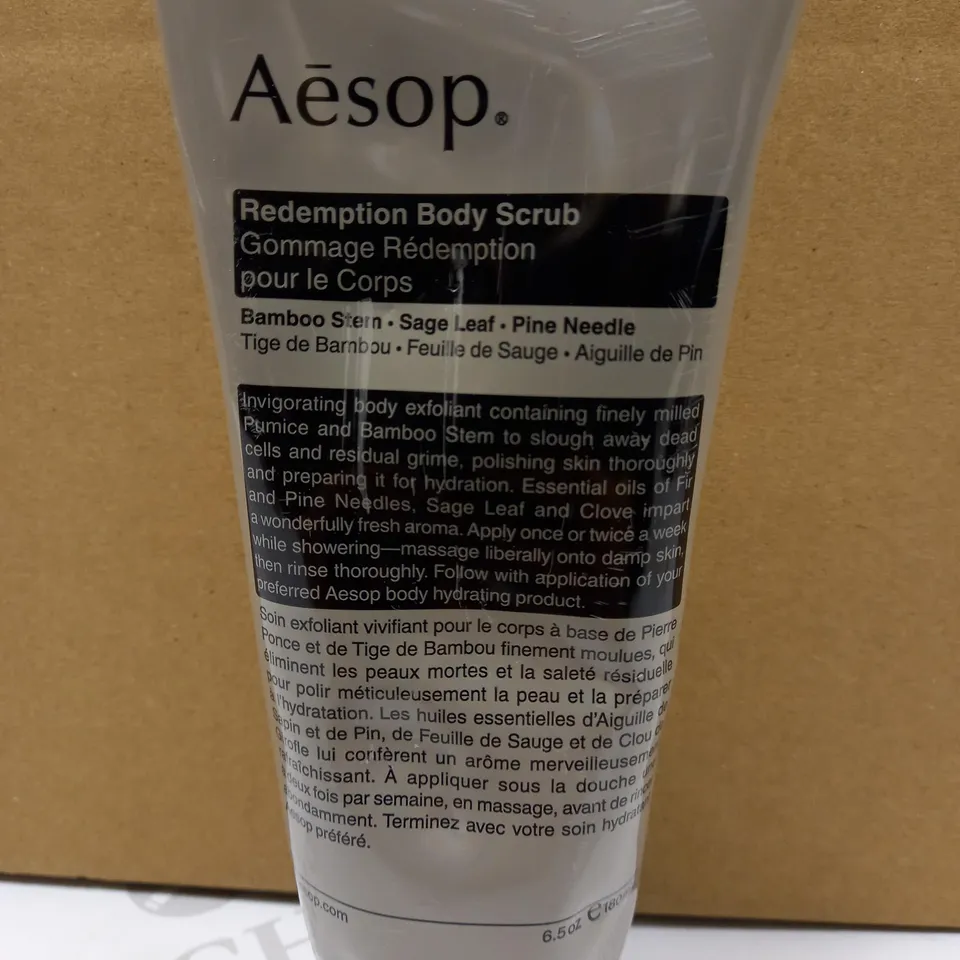 Aēsop.®
Redemption Body Scrub
Gommage Rédemption
pour le Corps
Bamboo Stem • Sage Leaf • Pine Needle
Tige de Bambou • Feuille de Sauge • Aiguille de Pin
Invigorating body exfoliant containing finely milled
Pumice and Bamboo Stem to slough away dead
cells and residual grime, polishing skin thoroughly
and preparing it for hydration. Essential oils of Fir
and Pine Needles, Sage Leaf and Clove impart
a wonderfully fresh aroma. Apply once or twice a week
while showering—massage liberally onto damp skin,
then rinse thoroughly. Follow with application of your
preferred Aesop body hydrating product.
Soin exfoliant vivifiant pour le corps à base de Pierre
Ponce et de Tige de Bambou finement moulues, qui
éliminent les peaux mortes et la saleté résiduelle
pour polir méticuleusement la peau et la préparer
à l'hydratation. Les huiles essentielles d'Aiguille de
Sapin et de Pin, de Feuille de Sauge et de Clou
lui confèrent un arôme
À appliquer sous la douche
deux fois par semaine, en massage, avant de
Terminez avec votre soin
préféré.
6.5 oz ℮